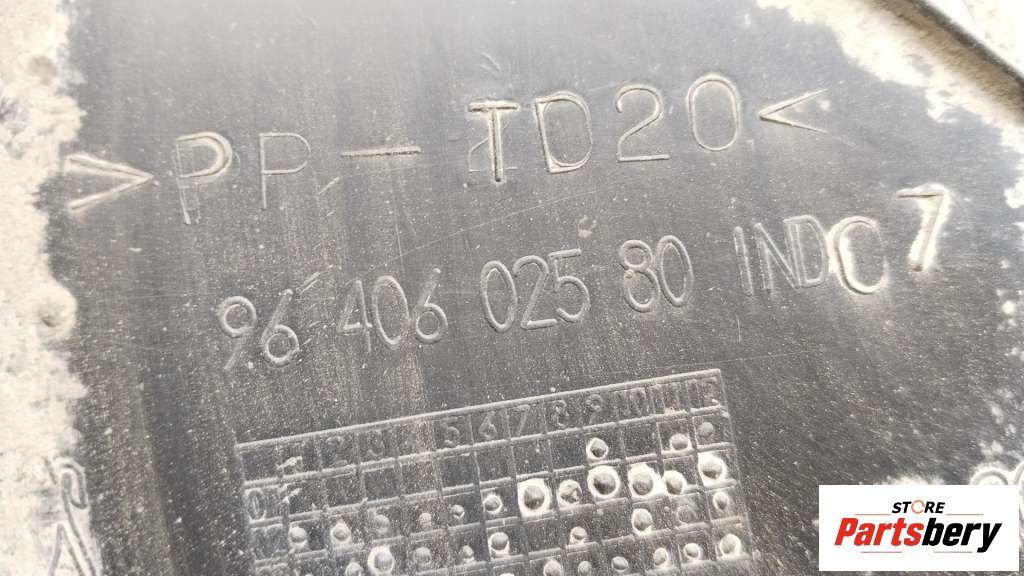 >PP-TD20<
96 406 025 80 INDC 7
1 2 3 4 5 6 7 8 9 10 11 12
STORE
Partsbery